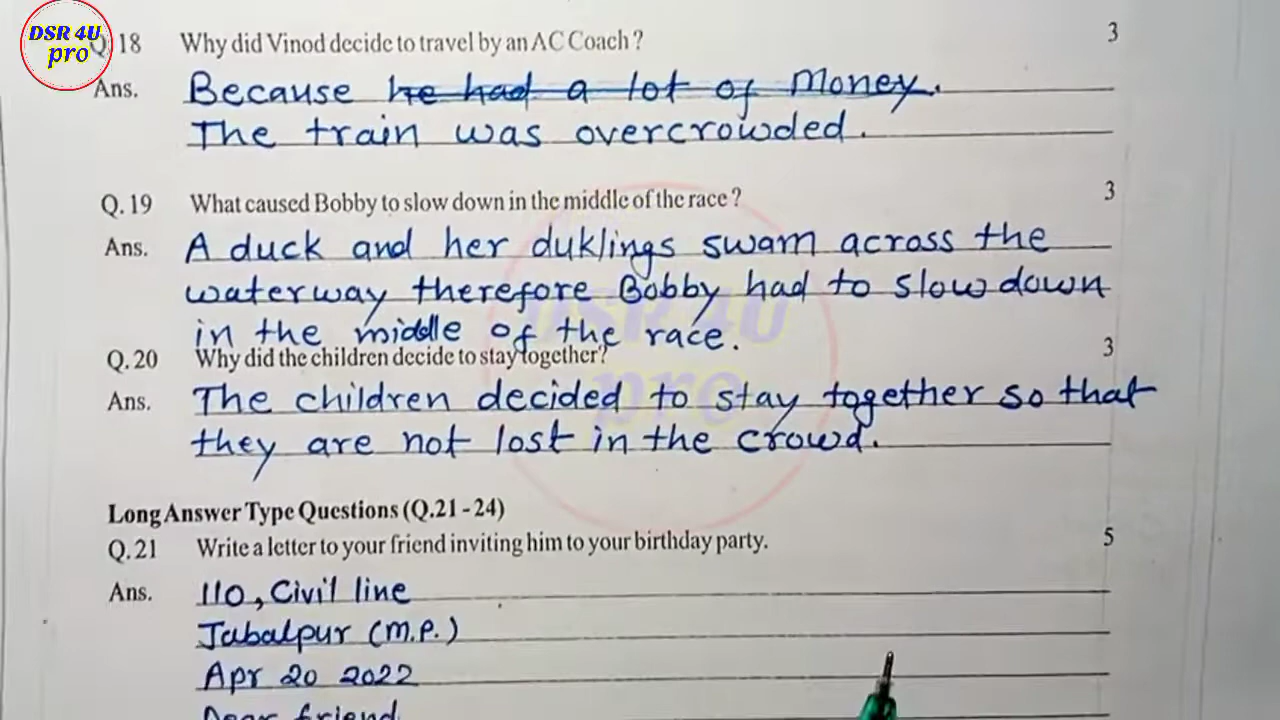 DSR 4U
pro
Q. 18 Why did Vinod decide to travel by an AC Coach ? 3
Ans. Because he had a lot of Money.
The train was overcrowded.
Q. 19 What caused Bobby to slow down in the middle of the race ? 3
Ans. A duck and her duklings swam across the
waterway therefore Bobby had to slow down
in the middle of the race.
Q. 20 Why did the children decide to stay together? 3
Ans. The children decided to stay together so that
they are not lost in the crowd.
Long Answer Type Questions (Q.21 - 24)
Q. 21 Write a letter to your friend inviting him to your birthday party. 5
Ans. 110, Civil line
Jabalpur (M.P.)
Apr 20 2022
Dear friend
DSR 4U
pro